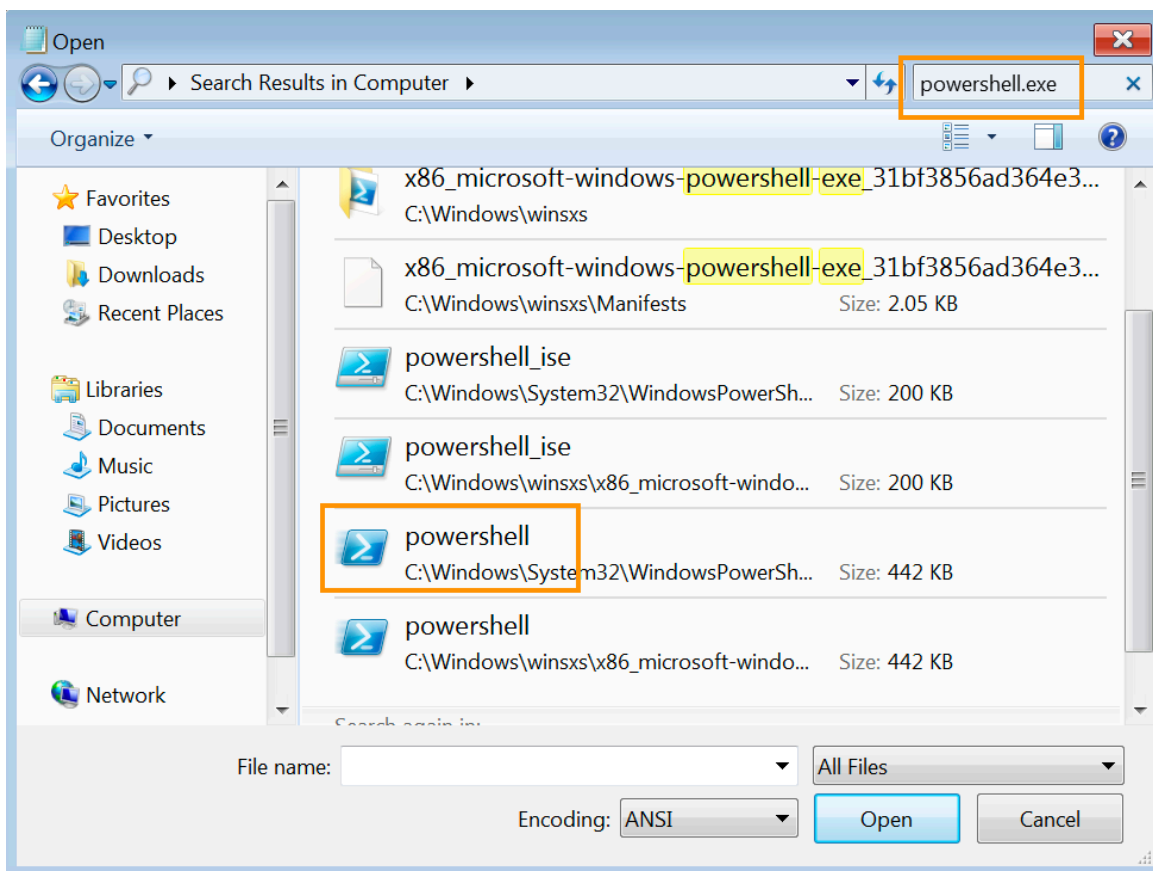 Open
Search Results in Computer
powershell.exe
Organize
Favorites
Desktop
Downloads
Recent Places
Libraries
Documents
Music
Pictures
Videos
Computer
Network
x86_microsoft-windows-powershell-exe_31bf3856ad364e3...
C:\Windows\winsxs
x86_microsoft-windows-powershell-exe_31bf3856ad364e3...
C:\Windows\winsxs\Manifests Size: 2.05 KB
powershell_ise
C:\Windows\System32\WindowsPowerSh... Size: 200 KB
powershell_ise
C:\Windows\winsxs\x86_microsoft-windo... Size: 200 KB
powershell
C:\Windows\System32\WindowsPowerSh... Size: 442 KB
powershell
C:\Windows\winsxs\x86_microsoft-windo... Size: 442 KB
Search again in:
File name:
All Files
Encoding: ANSI
Open
Cancel